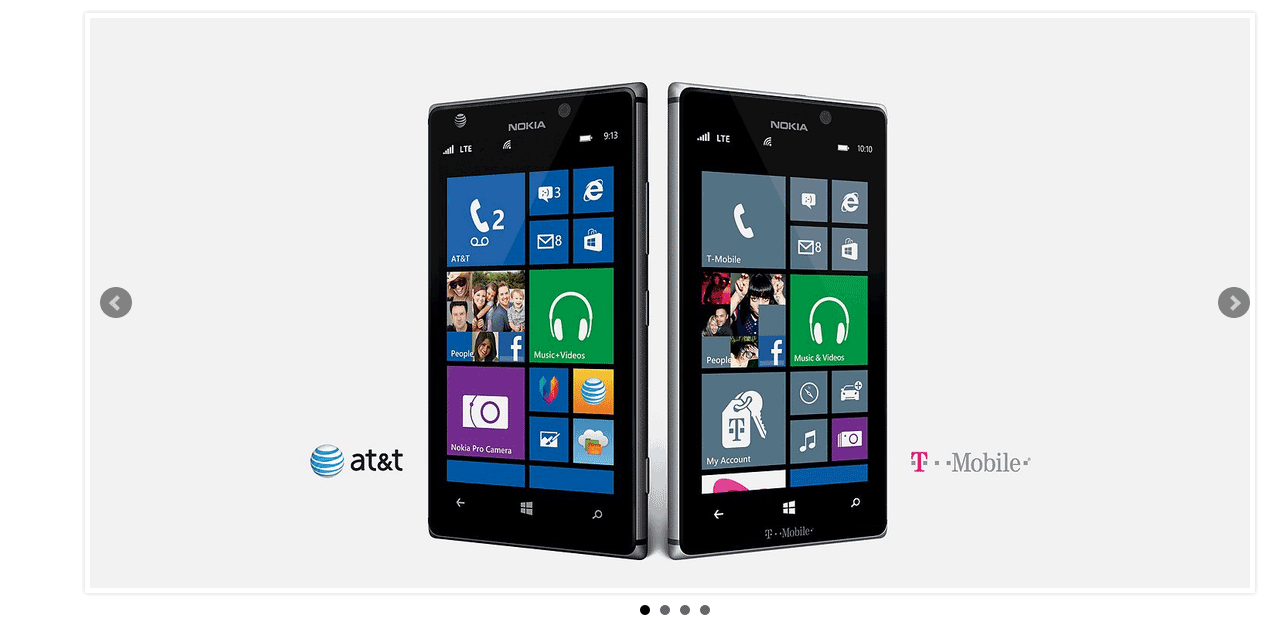 NOKIA
LTE
9:13
2
3
8
AT&T
People
Music+Videos
Nokia Pro Camera
at&t
NOKIA
LTE
10:10
8
T-Mobile
People
Music & Videos
T
My Account
T··Mobile·
T··Mobile·